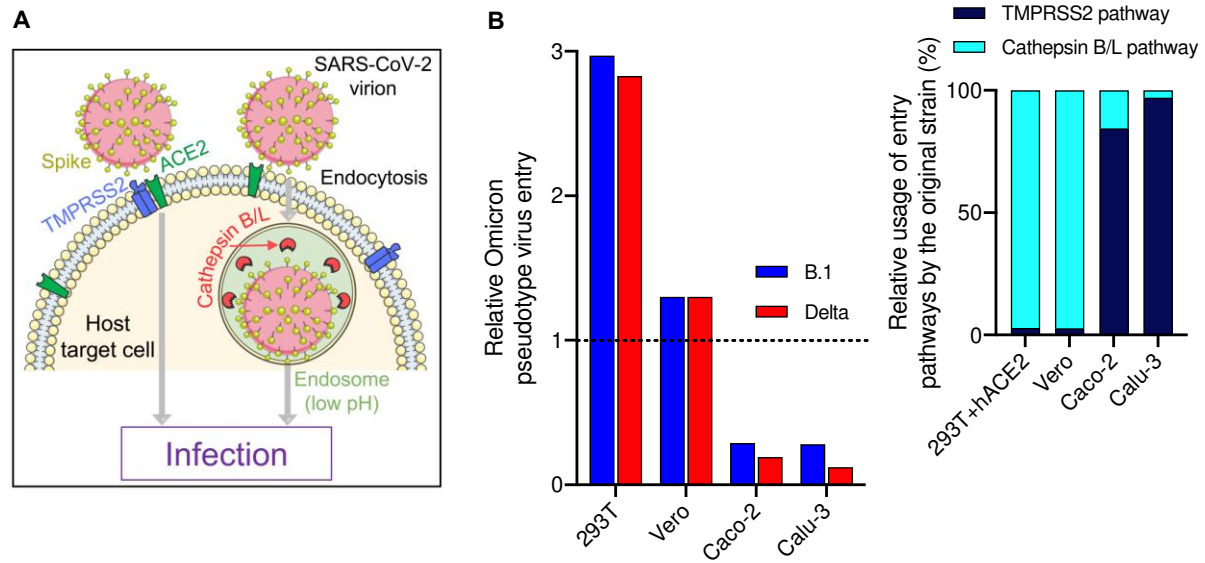 A
SARS-CoV-2
virion
Spike
ACE2
TMPRSS2
Endocytosis
Cathepsin B/L
Host
target cell
Endosome
(low pH)
Infection
B
Relative Omicron
pseudotype virus entry
3
2
1
0
B.1
Delta
293T
Vero
Caco-2
Calu-3
TMPRSS2 pathway
Cathepsin B/L pathway
Relative usage of entry
pathways by the original strain (%)
100
50
0
293T+hACE2
Vero
Caco-2
Calu-3